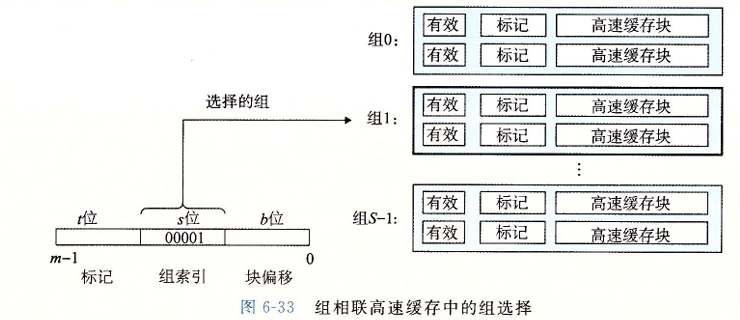 组0：
有效 标记 高速缓存块
有效 标记 高速缓存块
选择的组
组1：
有效 标记 高速缓存块
有效 标记 高速缓存块
⋮
组S-1：
有效 标记 高速缓存块
有效 标记 高速缓存块
t位 s位 b位
00001
m-1 0
标记 组索引 块偏移
图 6-33 组相联高速缓存中的组选择